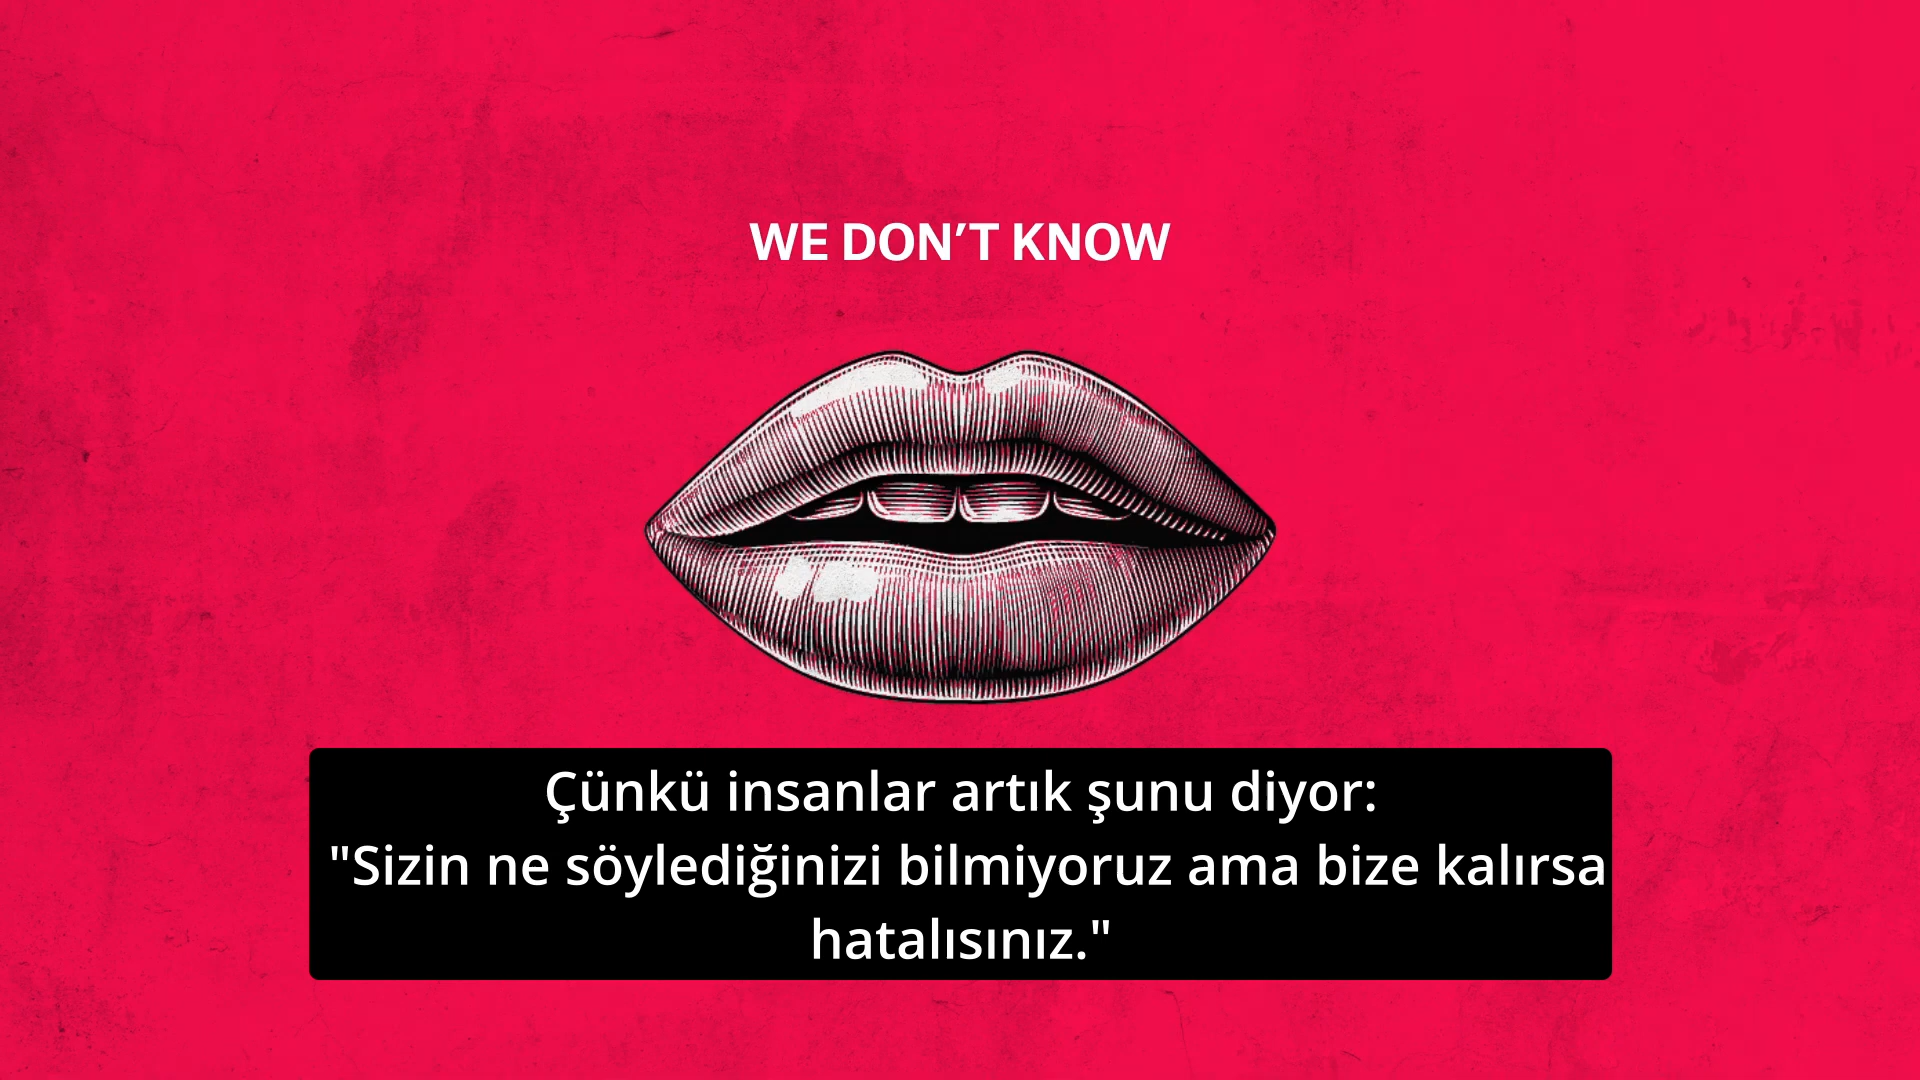 WE DON’T KNOW
Çünkü insanlar artık şunu diyor:
"Sizin ne söylediğinizi bilmiyoruz ama bize kalırsa
hatalısınız."